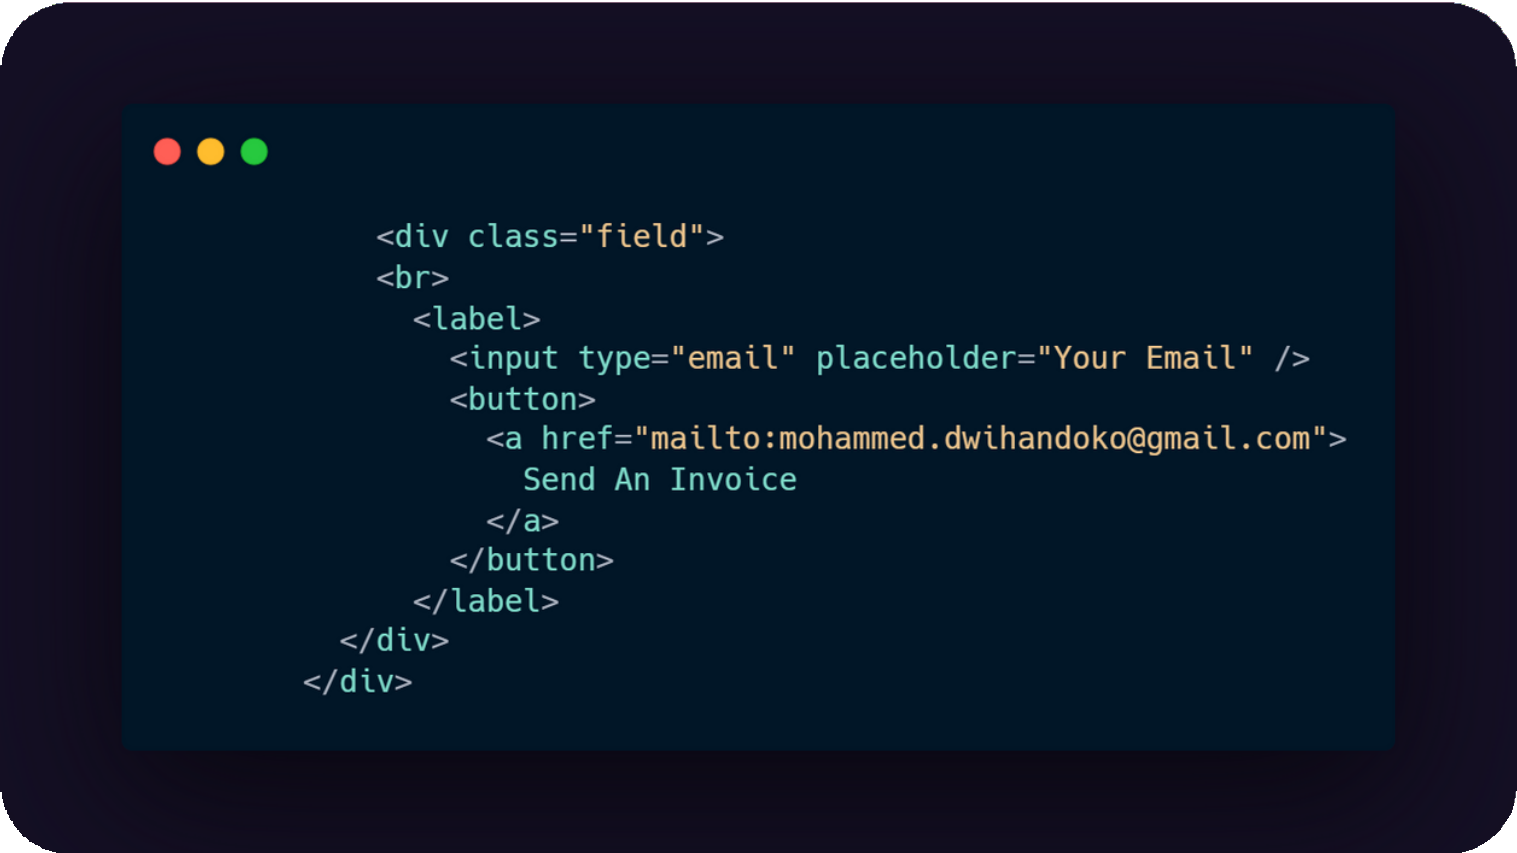 <div class="field">
<br>
<label>
<input type="email" placeholder="Your Email" />
<button>
<a href="mailto:mohammed.dwihandoko@gmail.com">
Send An Invoice
</a>
</button>
</label>
</div>
</div>